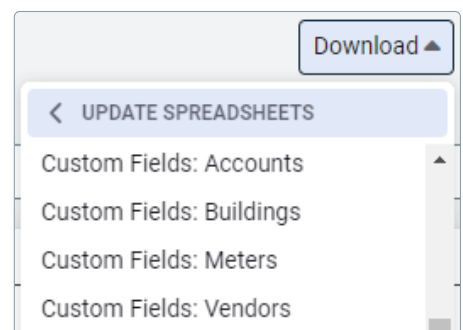 Download
UPDATE SPREADSHEETS
Custom Fields: Accounts
Custom Fields: Buildings
Custom Fields: Meters
Custom Fields: Vendors